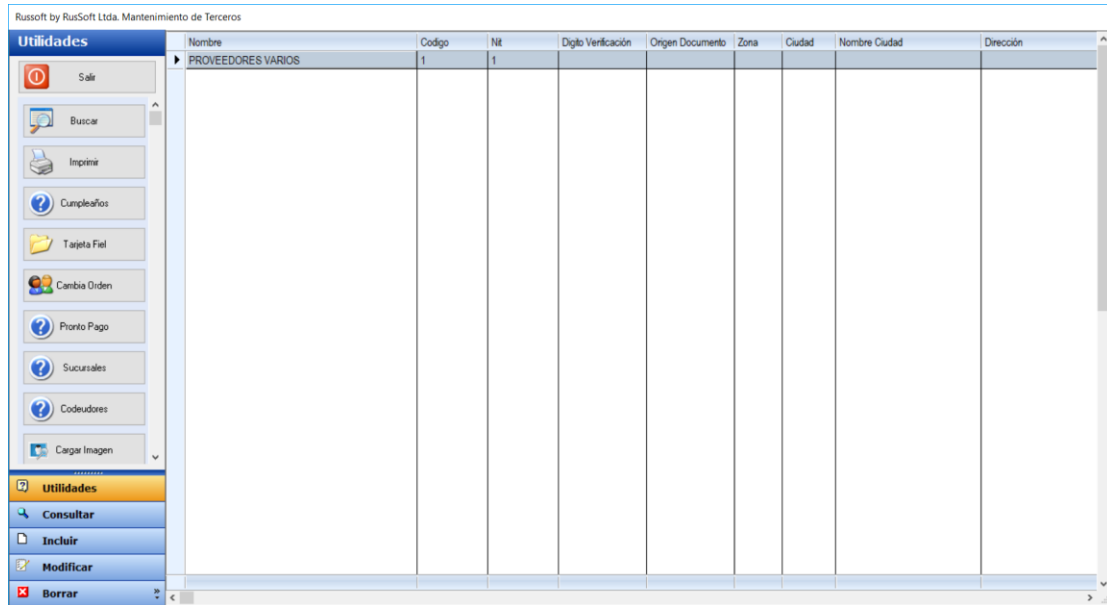 Russoft by RusSoft Ltda. Mantenimiento de Terceros
Utilidades
Salir
Buscar
Imprimir
Cumpleaños
Tarjeta Fiel
Cambia Orden
Pronto Pago
Sucursales
Codeudores
Cargar Imagen
Utilidades
Consultar
Incluir
Modificar
Borrar
Nombre Codigo Nit Digito Verificación Origen Documento Zona Ciudad Nombre Ciudad Dirección
PROVEEDORES VARIOS 1 1